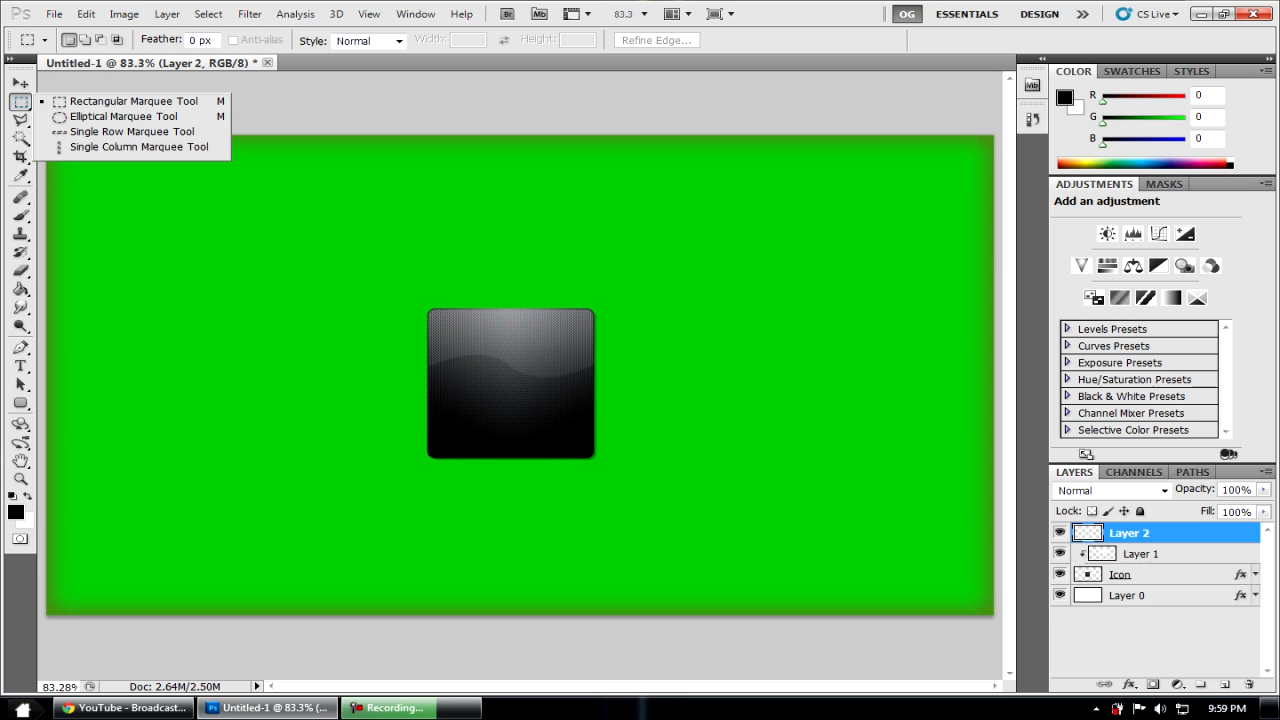 Ps File Edit Image Layer Select Filter Analysis 3D View Window Help Br Mb 83.3 OG ESSENTIALS DESIGN CS Live
Feather: 0 px Anti-alias Style: Normal Width: Height: Refine Edge...
Untitled-1 @ 83.3% (Layer 2, RGB/8) *
Rectangular Marquee Tool M
Elliptical Marquee Tool M
Single Row Marquee Tool
Single Column Marquee Tool
Mb
COLOR SWATCHES STYLES
R 0
G 0
B 0
ADJUSTMENTS MASKS
Add an adjustment
Levels Presets
Curves Presets
Exposure Presets
Hue/Saturation Presets
Black & White Presets
Channel Mixer Presets
Selective Color Presets
LAYERS CHANNELS PATHS
Normal Opacity: 100%
Lock: Fill: 100%
Layer 2
Layer 1
Icon fx
Layer 0 fx
83.28% Doc: 2.64M/2.50M
YouTube - Broadcast... Ps Untitled-1 @ 83.3% (... Recording... 9:59 PM